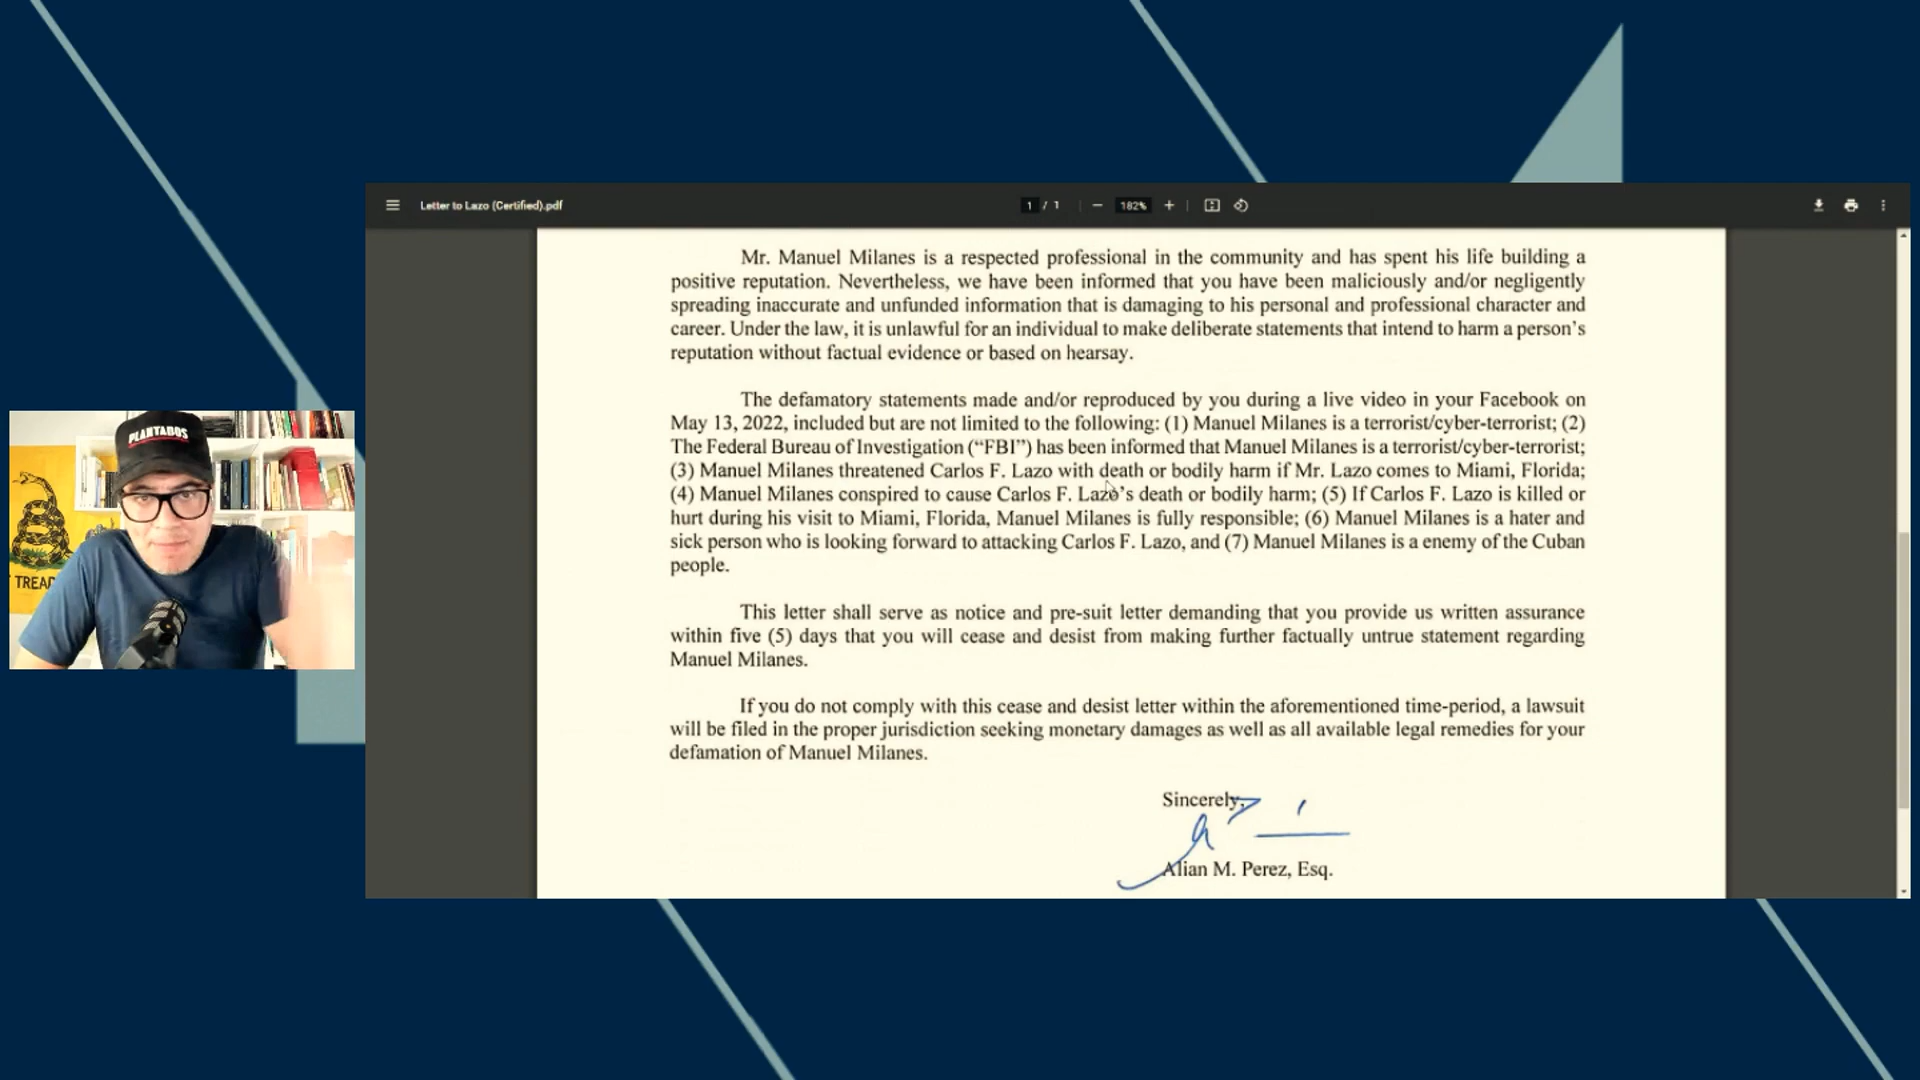 Letter to Lazo (Certified).pdf
1 / 1
182%
Mr. Manuel Milanes is a respected professional in the community and has spent his life building a
positive reputation. Nevertheless, we have been informed that you have been maliciously and/or negligently
spreading inaccurate and unfunded information that is damaging to his personal and professional character and
career. Under the law, it is unlawful for an individual to make deliberate statements that intend to harm a person's
reputation without factual evidence or based on hearsay.
The defamatory statements made and/or reproduced by you during a live video in your Facebook on
May 13, 2022, included but are not limited to the following: (1) Manuel Milanes is a terrorist/cyber-terrorist; (2)
The Federal Bureau of Investigation (“FBI”) has been informed that Manuel Milanes is a terrorist/cyber-terrorist;
(3) Manuel Milanes threatened Carlos F. Lazo with death or bodily harm if Mr. Lazo comes to Miami, Florida;
(4) Manuel Milanes conspired to cause Carlos F. Lazo’s death or bodily harm; (5) If Carlos F. Lazo is killed or
hurt during his visit to Miami, Florida, Manuel Milanes is fully responsible; (6) Manuel Milanes is a hater and
sick person who is looking forward to attacking Carlos F. Lazo, and (7) Manuel Milanes is a enemy of the Cuban
people.
This letter shall serve as notice and pre-suit letter demanding that you provide us written assurance
within five (5) days that you will cease and desist from making further factually untrue statement regarding
Manuel Milanes.
If you do not comply with this cease and desist letter within the aforementioned time-period, a lawsuit
will be filed in the proper jurisdiction seeking monetary damages as well as all available legal remedies for your
defamation of Manuel Milanes.
Sincerely,
Alian M. Perez, Esq.
PLANTADOS
TREAD